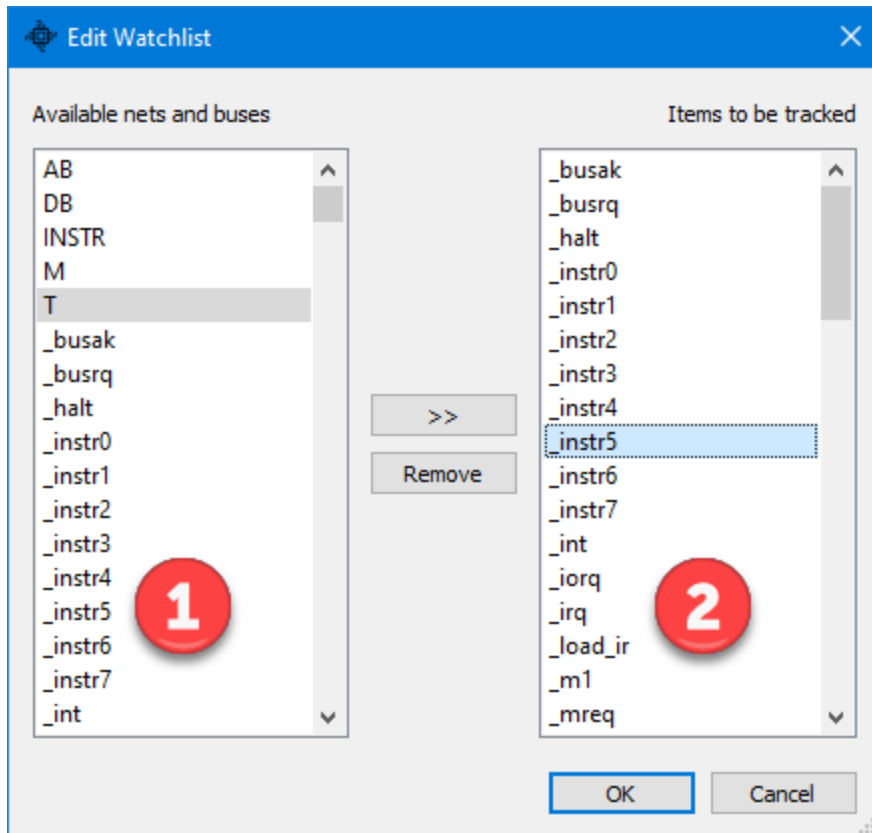 Edit Watchlist
Available nets and buses
Items to be tracked
AB
DB
INSTR
M
T
_busak
_busrq
_halt
_instr0
_instr1
_instr2
_instr3
_instr4
_instr5
_instr6
_instr7
_int
1
>>
Remove
_busak
_busrq
_halt
_instr0
_instr1
_instr2
_instr3
_instr4
_instr5
_instr6
_instr7
_int
_iorq
_irq
_load_ir
_m1
_mreq
2
OK
Cancel